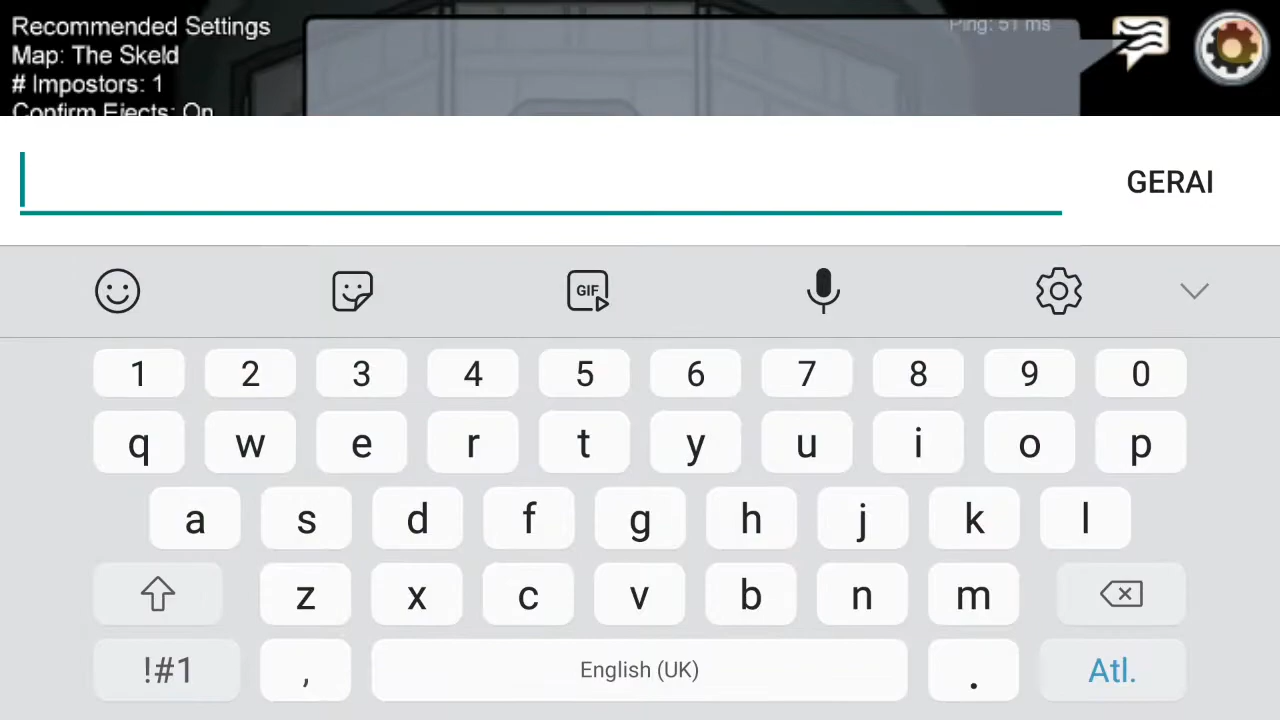 Recommended Settings
Map: The Skeld
# Impostors: 1
Confirm Ejects: On
Ping: 51 ms
GERAI
GIF
1 2 3 4 5 6 7 8 9 0
q w e r t y u i o p
a s d f g h j k l
z x c v b n m
!#1 , English (UK) . Atl.